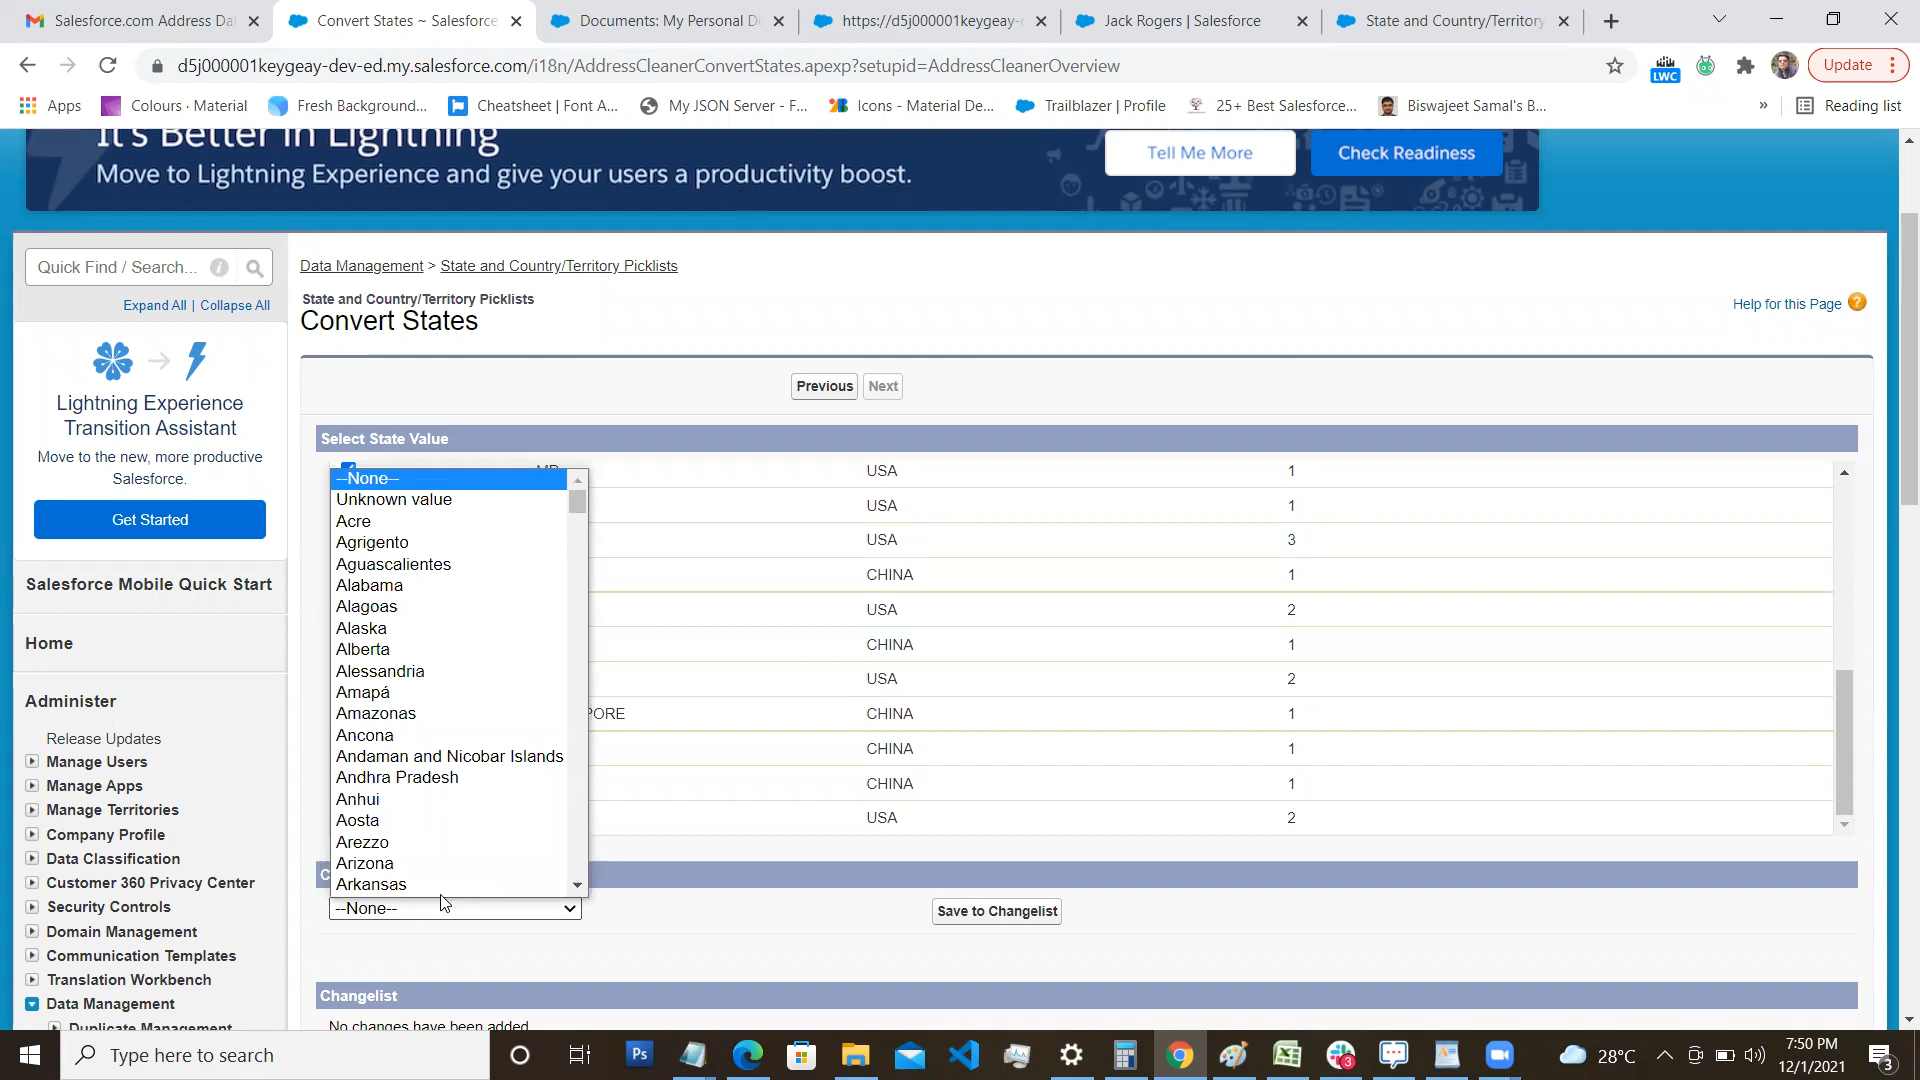 Salesforce.com Address Da
Convert States ~ Salesforce
Documents: My Personal D
https://d5j000001keygeay-
Jack Rogers | Salesforce
State and Country/Territory
d5j000001keygeay-dev-ed.my.salesforce.com/i18n/AddressCleanerConvertStates.apexp?setupid=AddressCleanerOverview
LWC
Update
Apps
Colours · Material
Fresh Background...
Cheatsheet | Font A...
My JSON Server - F...
Icons - Material De...
Trailblazer | Profile
25+ Best Salesforce...
Biswajeet Samal's B...
»
Reading list
It's Better in Lightning
Move to Lightning Experience and give your users a productivity boost.
Tell Me More
Check Readiness
Quick Find / Search...
Expand All | Collapse All
Lightning Experience
Transition Assistant
Move to the new, more productive
Salesforce.
Get Started
Salesforce Mobile Quick Start
Home
Administer
Release Updates
Manage Users
Manage Apps
Manage Territories
Company Profile
Data Classification
Customer 360 Privacy Center
Security Controls
Domain Management
Communication Templates
Translation Workbench
Data Management
Duplicate Management
Data Management > State and Country/Territory Picklists
State and Country/Territory Picklists
Convert States
Help for this Page ?
Previous Next
Select State Value
USA 1
USA 1
USA 3
CHINA 1
USA 2
CHINA 1
USA 2
PORE CHINA 1
CHINA 1
CHINA 1
USA 2
--None--
Unknown value
Acre
Agrigento
Aguascalientes
Alabama
Alagoas
Alaska
Alberta
Alessandria
Amapá
Amazonas
Ancona
Andaman and Nicobar Islands
Andhra Pradesh
Anhui
Aosta
Arezzo
Arizona
Arkansas
C
--None--
Save to Changelist
Changelist
No changes have been added
Type here to search
Ps
3
28°C
7:50 PM
12/1/2021
3